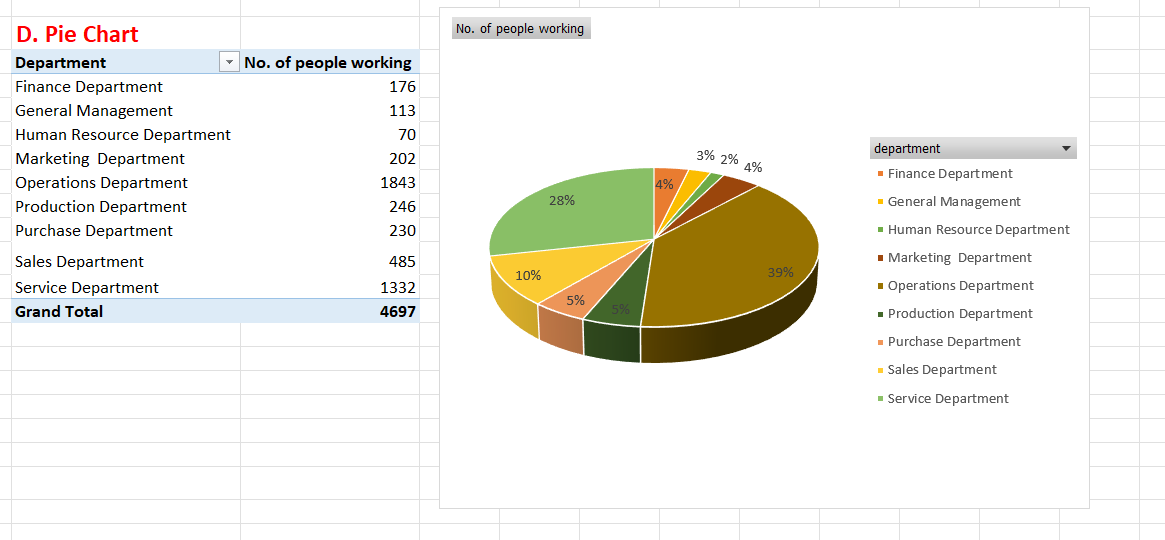 D. Pie Chart
Department No. of people working
Finance Department 176
General Management 113
Human Resource Department 70
Marketing  Department 202
Operations Department 1843
Production Department 246
Purchase Department 230
Sales Department 485
Service Department 1332
Grand Total 4697
No. of people working
3% 2% 4%
4%
28%
39%
10%
5%
5%
department
Finance Department
General Management
Human Resource Department
Marketing  Department
Operations Department
Production Department
Purchase Department
Sales Department
Service Department